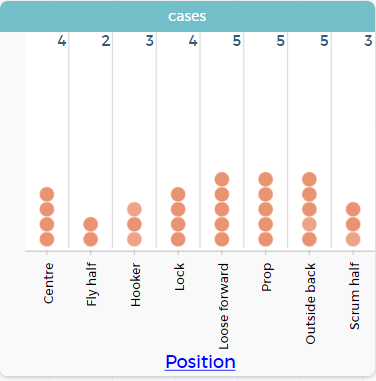 cases
4 2 3 4 5 5 5 3
Centre
Fly half
Hooker
Lock
Loose forward
Prop
Outside back
Scrum half
Position